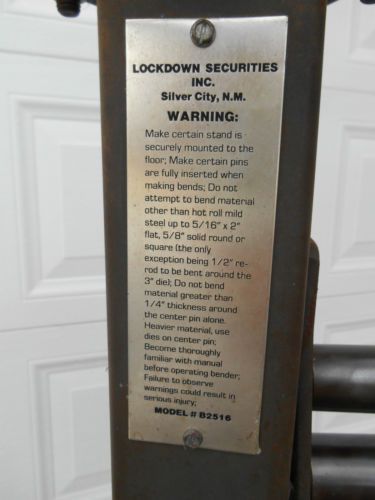 LOCKDOWN SECURITIES
INC.
Silver City, N.M.
WARNING:
Make certain stand is
securely mounted to the
floor; Make certain pins
are fully inserted when
making bends; Do not
attempt to bend material
other than hot roll mild
steel up to 5/16" x 2"
flat, 5/8" solid round or
square (the only
exception being 1/2" re-
rod to be bent around the
3" die); Do not bend
material greater than
1/4" thickness around
the center pin alone.
Heavier material, use
dies on center pin;
Become thoroughly
familiar with manual
before operating bender;
Failure to observe
warnings could result in
serious injury;
MODEL # B2516